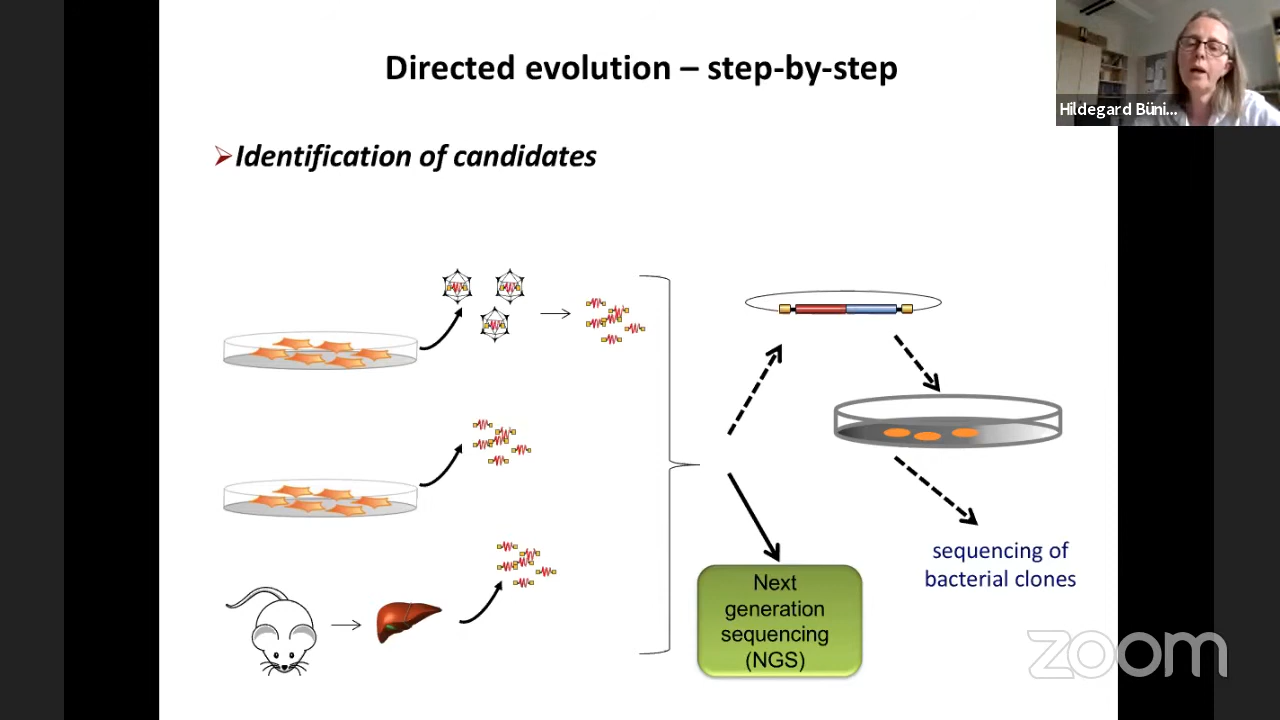 Directed evolution – step-by-step
Hildegard Büni...
Identification of candidates
sequencing of
bacterial clones
Next
generation
sequencing
(NGS)
zoom